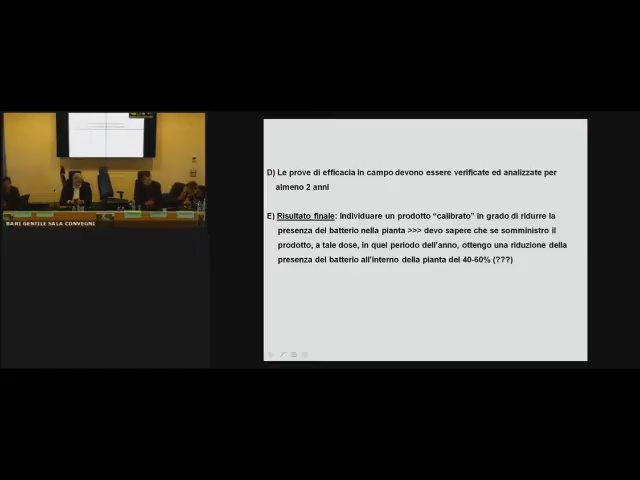 D) Le prove di efficacia in campo devono essere verificate ed analizzate per
almeno 2 anni
E) Risultato finale: Individuare un prodotto “calibrato” in grado di ridurre la
presenza del batterio nella pianta >>> devo sapere che se somministro il
prodotto, a tale dose, in quel periodo dell’anno, ottengo una riduzione della
presenza del batterio all’interno della pianta del 40-60% (???)
BARI GENTILE SALA CONVEGNI